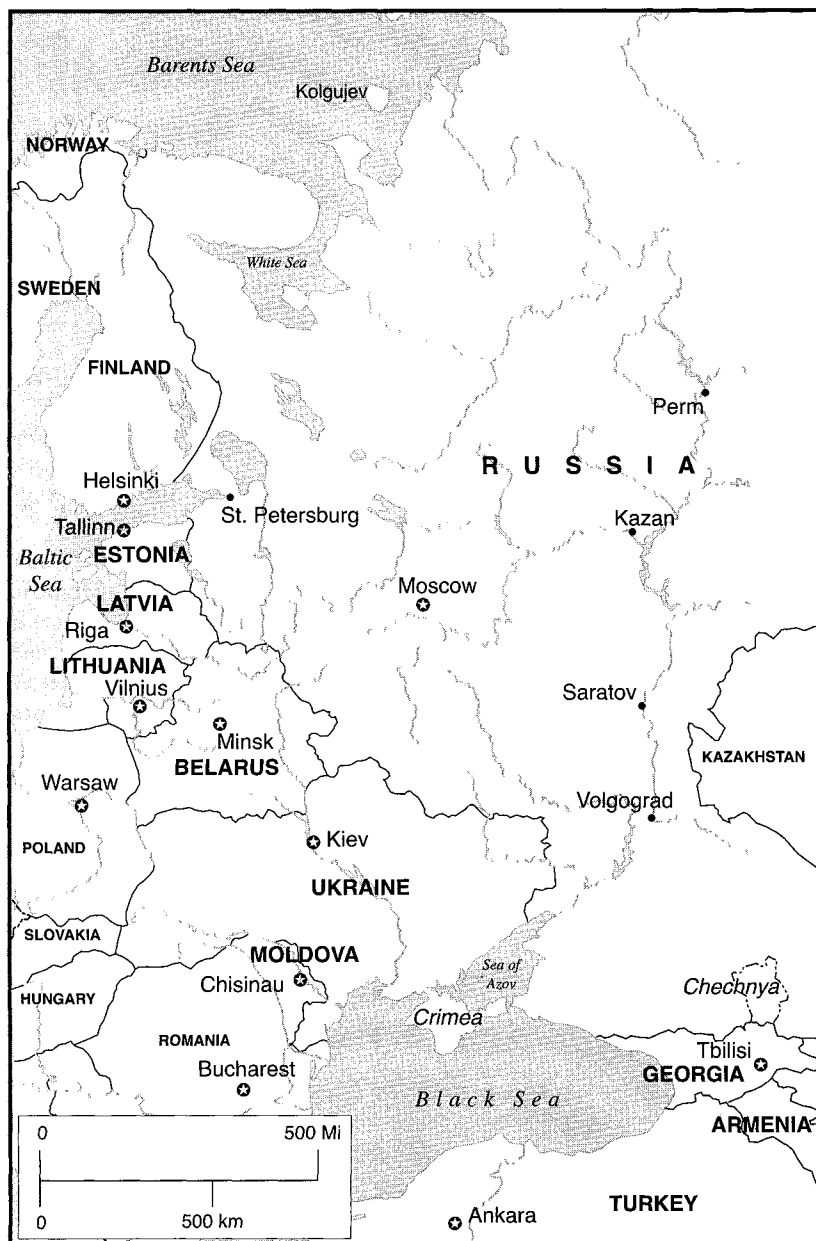 Barents Sea
Kolgujev
NORWAY
White Sea
SWEDEN
FINLAND
Perm
RUSSIA
Helsinki
St. Petersburg
Tallinn
Kazan
Baltic
Sea
ESTONIA
Moscow
LATVIA
Riga
LITHUANIA
Vilnius
Saratov
Minsk
BELARUS
KAZAKHSTAN
Warsaw
Volgograd
POLAND
Kiev
UKRAINE
SLOVAKIA
MOLDOVA
Sea of
Azov
Chisinau
Chechnya
HUNGARY
Crimea
ROMANIA
Tbilisi
Bucharest
GEORGIA
Black Sea
ARMENIA
0 500 Mi
0 500 km
TURKEY
Ankara